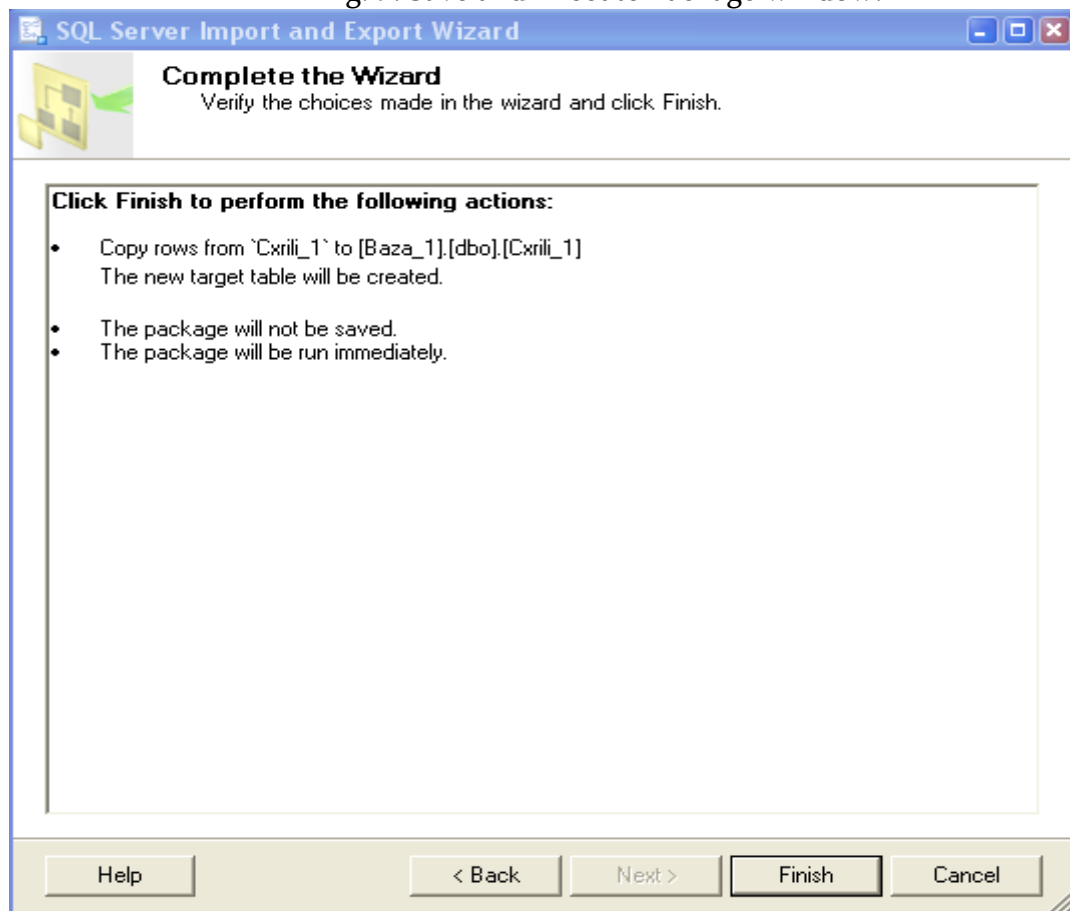 SQL Server Import and Export Wizard
Complete the Wizard
Verify the choices made in the wizard and click Finish.
Click Finish to perform the following actions:
• Copy rows from `Cxrili_1` to [Baza_1].[dbo].[Cxrili_1]
The new target table will be created.
• The package will not be saved.
• The package will be run immediately.
Help < Back Next > Finish Cancel